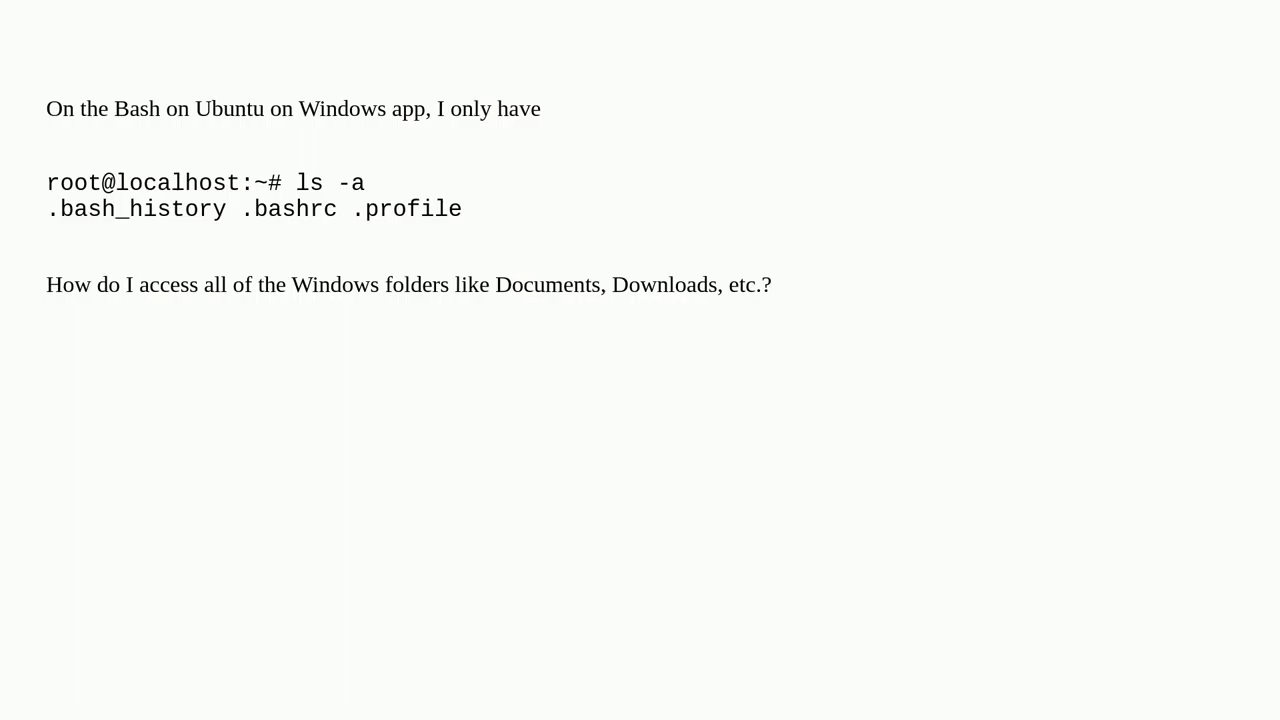 On the Bash on Ubuntu on Windows app, I only have
root@localhost:~# ls -a
.bash_history .bashrc .profile
How do I access all of the Windows folders like Documents, Downloads, etc.?